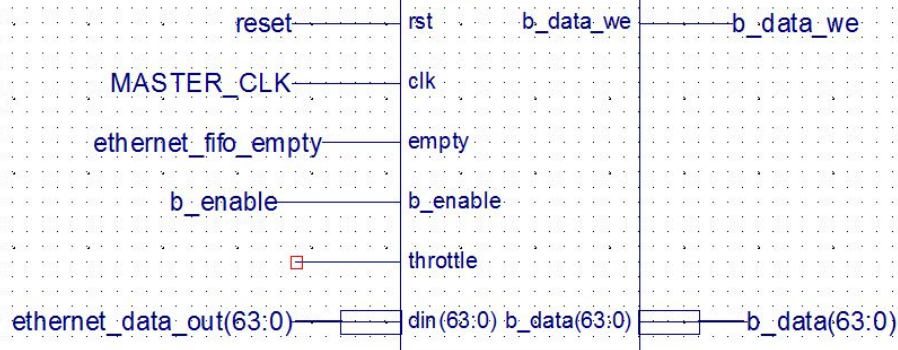 reset rst b_data_we b_data_we
MASTER_CLK clk
ethernet_fifo_empty empty
b_enable b_enable
throttle
ethernet_data_out(63:0) din(63:0) b_data(63:0) b_data(63:0)